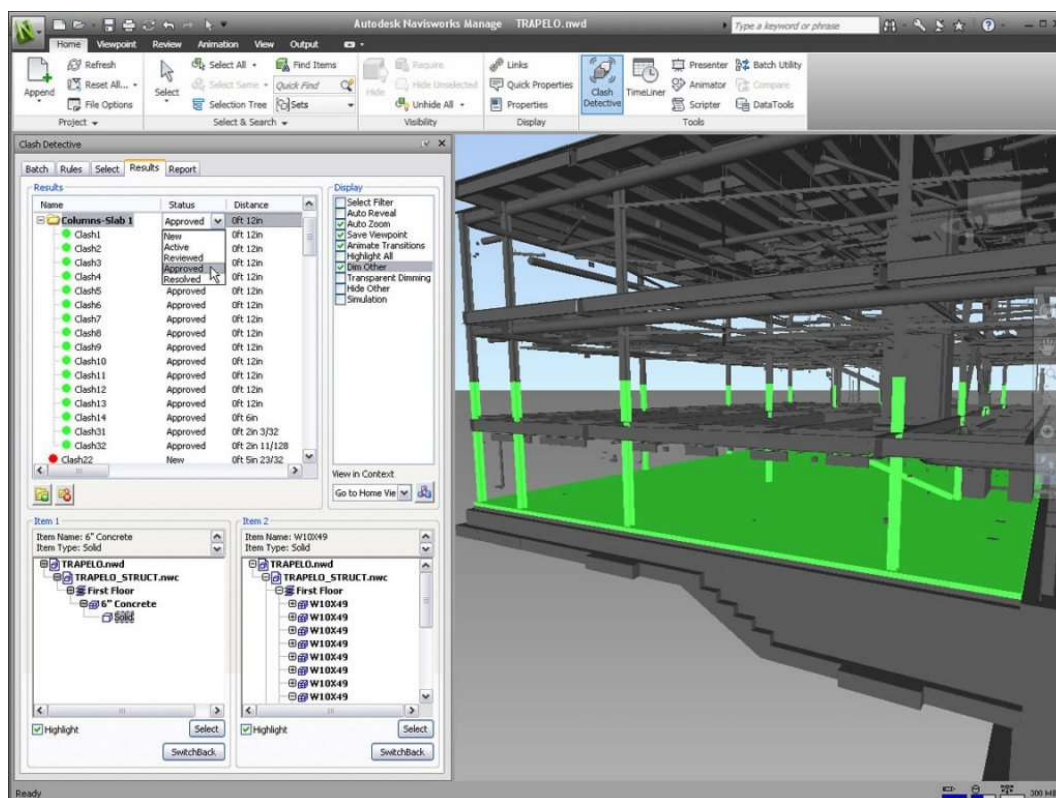 Autodesk Navisworks Manage TRAPELO.nwd
Type a keyword or phrase
Home Viewpoint Review Animation View Output
Append
Refresh
Reset All...
File Options
Project
Select
Select All
Select Same
Selection Tree
Find Items
Quick Find
Sets
Select & Search
Hide
Require
Hide Unselected
Unhide All
Visibility
Links
Quick Properties
Properties
Display
Clash Detective
TimeLiner
Presenter
Animator
Scripter
Batch Utility
Compare
DataTools
Tools
Clash Detective
Batch Rules Select Results Report
Results
Name Status Distance
Columns-Slab 1 Approved 0ft 12in
Clash1 New 0ft 12in
Clash2 Active 0ft 12in
Reviewed
Clash3 Approved 0ft 12in
Clash4 Resolved 0ft 12in
Clash5 Approved 0ft 12in
Clash6 Approved 0ft 12in
Clash7 Approved 0ft 12in
Clash8 Approved 0ft 12in
Clash9 Approved 0ft 12in
Clash10 Approved 0ft 12in
Clash11 Approved 0ft 12in
Clash12 Approved 0ft 12in
Clash13 Approved 0ft 12in
Clash14 Approved 0ft 6in
Clash31 Approved 0ft 2in 3/32
Clash32 Approved 0ft 2in 11/128
Clash22 New 0ft 5in 23/32
Display
Select Filter
Auto Reveal
Auto Zoom
Save Viewpoint
Animate Transitions
Highlight All
Dim Other
Transparent Dimming
Hide Other
Simulation
View in Context
Go to Home Vie
Item 1
Item Name: 6" Concrete
Item Type: Solid
TRAPELO.nwd
TRAPELO_STRUCT.nwc
First Floor
6" Concrete
Solid
Highlight
Select
SwitchBack
Item 2
Item Name: W10X49
Item Type: Solid
TRAPELO.nwd
TRAPELO_STRUCT.nwc
First Floor
W10X49
W10X49
W10X49
W10X49
W10X49
W10X49
W10X49
W10X49
Highlight
Select
SwitchBack
Ready